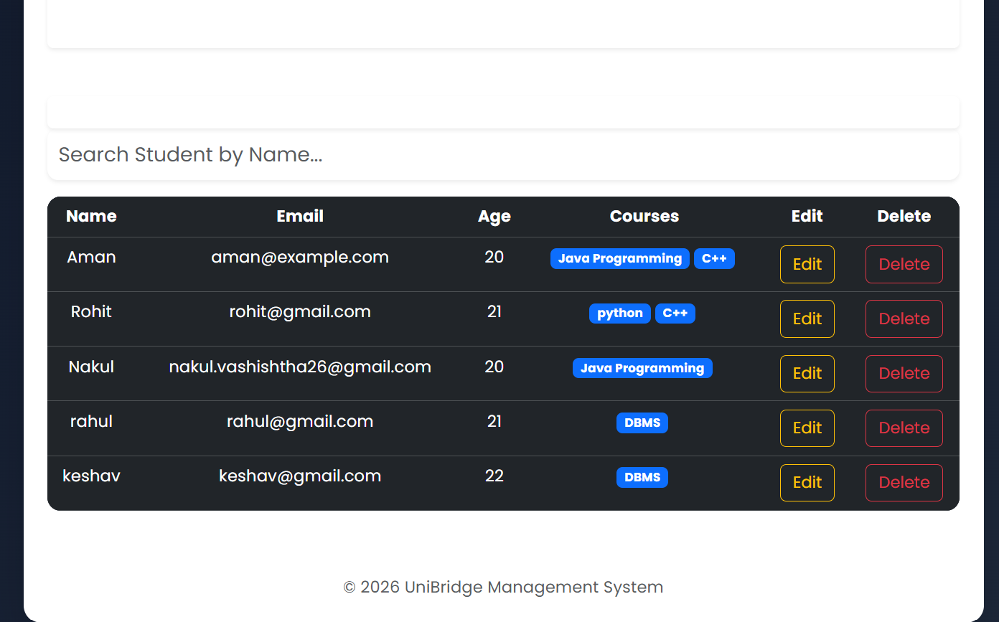 Search Student by Name...
Name Email Age Courses Edit Delete
Aman aman@example.com 20 Java Programming C++ Edit Delete
Rohit rohit@gmail.com 21 python C++ Edit Delete
Nakul nakul.vashishtha26@gmail.com 20 Java Programming Edit Delete
rahul rahul@gmail.com 21 DBMS Edit Delete
keshav keshav@gmail.com 22 DBMS Edit Delete
© 2026 UniBridge Management System